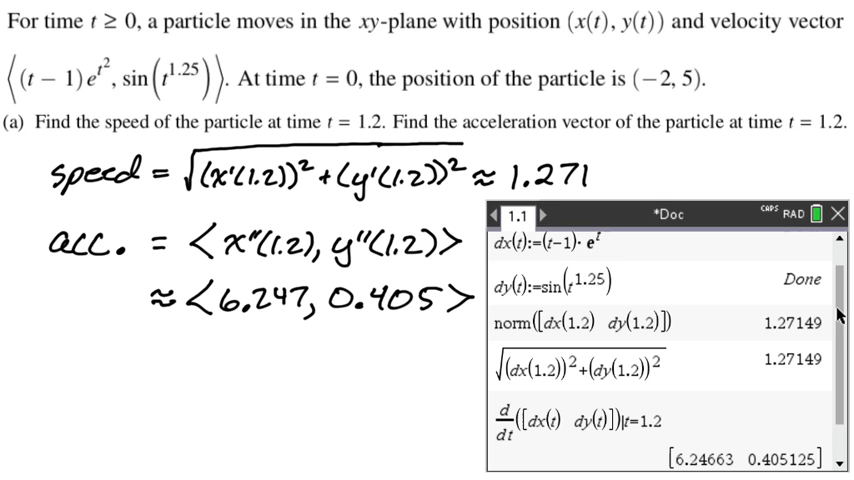 For time t ≥ 0, a particle moves in the xy-plane with position (x(t), y(t)) and velocity vector
⟨(t − 1)e^{t^2}, sin(t^{1.25})⟩. At time t = 0, the position of the particle is (−2, 5).
(a) Find the speed of the particle at time t = 1.2. Find the acceleration vector of the particle at time t = 1.2.
speed = √((x'(1.2))² + (y'(1.2))²) ≈ 1.271
acc. = <x"(1.2), y"(1.2)>
≈ <6.247, 0.405>
1.1 *Doc CAPS RAD
dx(t):=(t−1)· e^t
dy(t):=sin(t^1.25) Done
norm([dx(1.2) dy(1.2)]) 1.27149
√((dx(1.2))²+(dy(1.2))²) 1.27149
d/dt([dx(t) dy(t)])|t=1.2
[6.24663 0.405125]